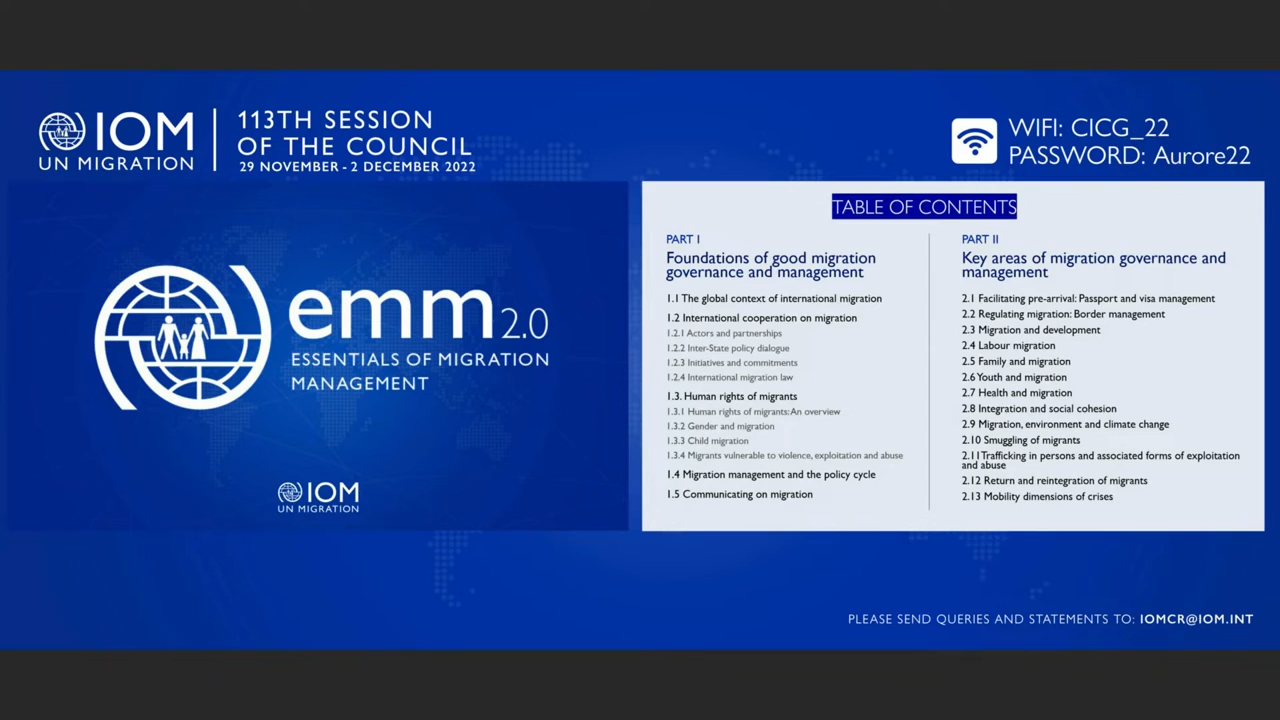 IOM
UN MIGRATION
113TH SESSION
OF THE COUNCIL
29 NOVEMBER - 2 DECEMBER 2022
WIFI: CICG_22
PASSWORD: Aurore22
emm 2.0
ESSENTIALS OF MIGRATION
MANAGEMENT
IOM
UN MIGRATION
TABLE OF CONTENTS
PART I
Foundations of good migration
governance and management
1.1 The global context of international migration
1.2 International cooperation on migration
1.2.1 Actors and partnerships
1.2.2 Inter-State policy dialogue
1.2.3 Initiatives and commitments
1.2.4 International migration law
1.3. Human rights of migrants
1.3.1 Human rights of migrants: An overview
1.3.2 Gender and migration
1.3.3 Child migration
1.3.4 Migrants vulnerable to violence, exploitation and abuse
1.4 Migration management and the policy cycle
1.5 Communicating on migration
PART II
Key areas of migration governance and
management
2.1 Facilitating pre-arrival: Passport and visa management
2.2 Regulating migration: Border management
2.3 Migration and development
2.4 Labour migration
2.5 Family and migration
2.6 Youth and migration
2.7 Health and migration
2.8 Integration and social cohesion
2.9 Migration, environment and climate change
2.10 Smuggling of migrants
2.11 Trafficking in persons and associated forms of exploitation
and abuse
2.12 Return and reintegration of migrants
2.13 Mobility dimensions of crises
PLEASE SEND QUERIES AND STATEMENTS TO: IOMCR@IOM.INT